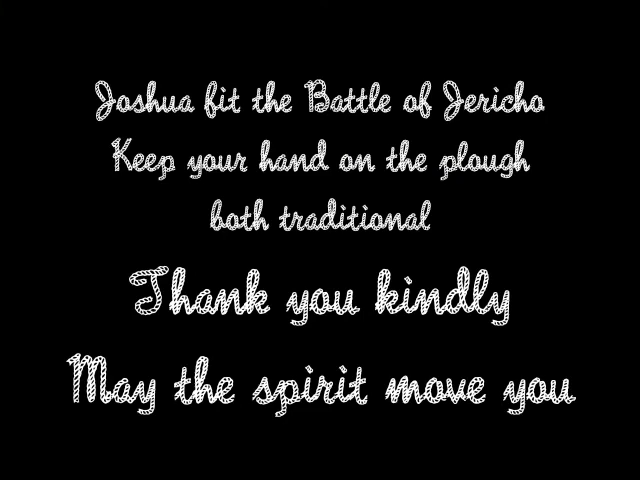 Joshua fit the Battle of Jericho
Keep your hand on the plough
both traditional
Thank you kindly
May the spirit move you